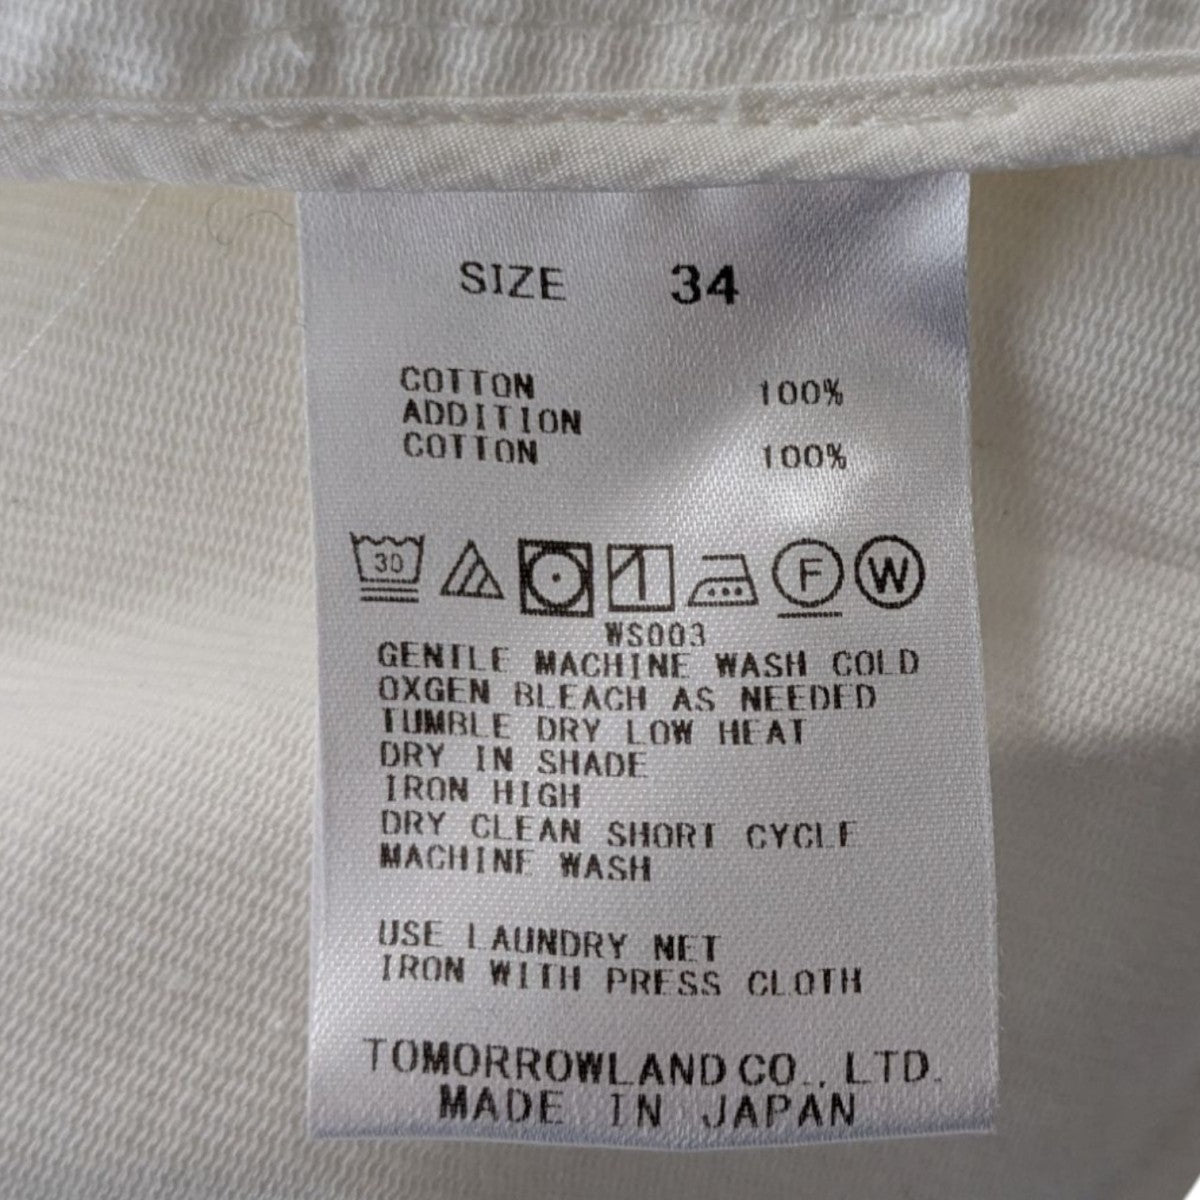 SIZE 34
COTTON 100%
ADDITION
COTTON 100%
30 F W
WS003
GENTLE MACHINE WASH COLD
OXGEN BLEACH AS NEEDED
TUMBLE DRY LOW HEAT
DRY IN SHADE
IRON HIGH
DRY CLEAN SHORT CYCLE
MACHINE WASH
USE LAUNDRY NET
IRON WITH PRESS CLOTH
TOMORROWLAND CO., LTD.
MADE IN JAPAN